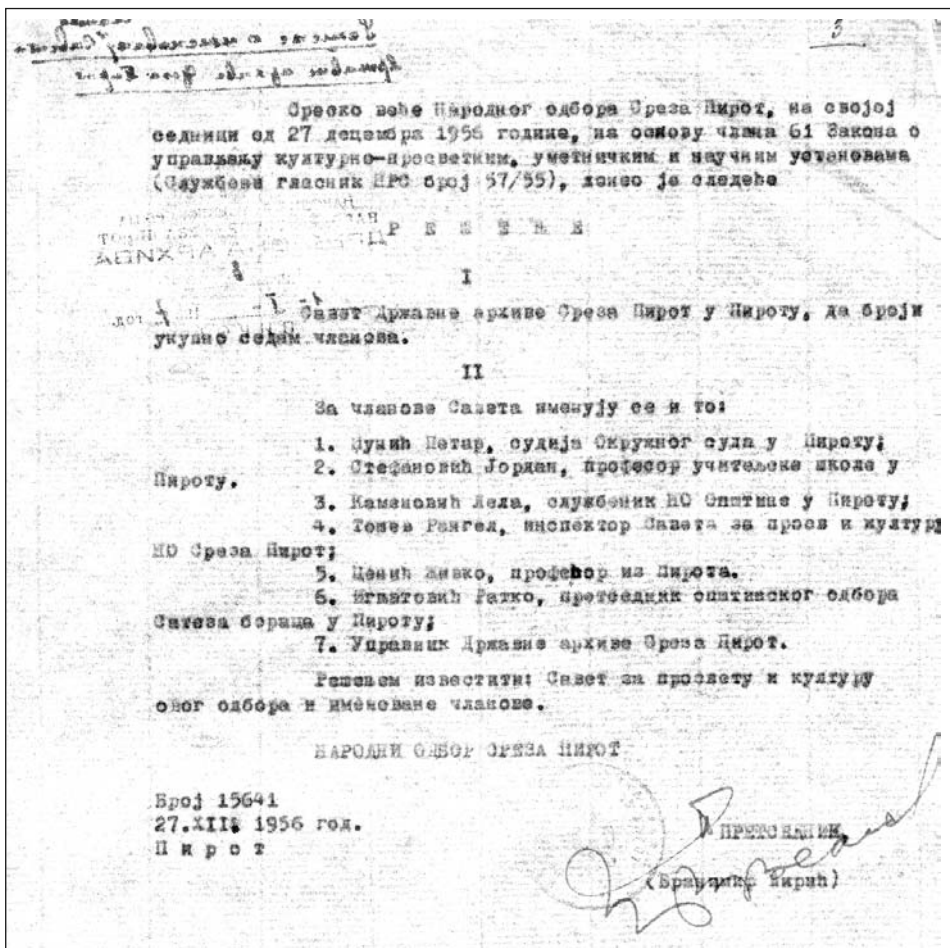 3
Среско веће Народног одбора Среза Пирот, на својој
седници од 27 децембра 1956 године, на основу члана 61 Закона о
управљању културно-просветним, уметничким и научним установама
(Службени гласник НРС број 57/55), донео је следеће
Р Е Ш Е Њ Е
I
Савет Државне архиве Среза Пирот у Пироту, да броји
укупно седам чланова.
II
За чланове Савета именују се и то:
1. Петар, судија Окружног суда у Пироту;
2. Стефановић Јордан, професор учитељске школе у
Пироту.
3. Каменовић Лела, службеник НО Општине у Пироту;
4. Тошев Рангел, инспектор Савета за просв и културу
НО Среза Пирот;
5. Ценић Живко, професор из Пирота.
6. Игњатовић Ратко, претседник општинског одбора
Савеза бораца у Пироту;
7. Управник Државне архиве Среза Пирот.
Решењем известити: Савет за просвету и културу
овог одбора и именоване чланове.
НАРОДНИ ОДБОР СРЕЗА ПИРОТ
Број 15641
27.XII. 1956 год.
П и р о т
ПРЕТСЕДНИК,
(Бранимир Ћирић)